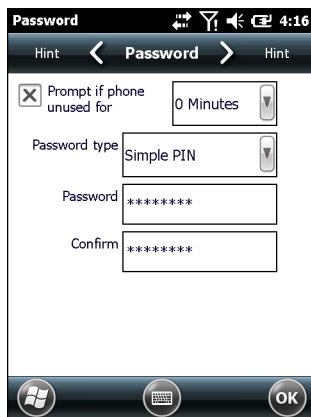 Password 4:16
Hint Password Hint
Prompt if phone
unused for
0 Minutes
Password type
Simple PIN
Password ********
Confirm ********
OK